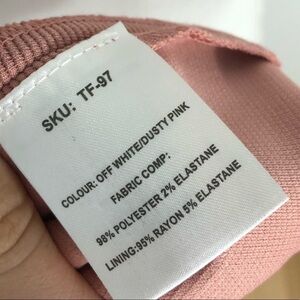 SKU: TF-97
COLOUR: OFF WHITE/DUSTY PINK
FABRIC COMP:
98% POLYESTER 2% ELASTANE
LINING:95% RAYON 5% ELASTANE